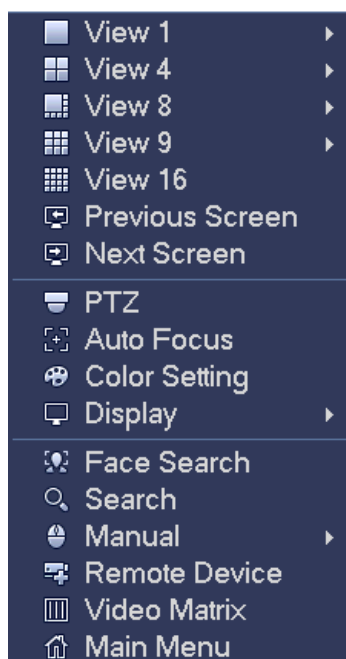 View 1
View 4
View 8
View 9
View 16
Previous Screen
Next Screen
PTZ
Auto Focus
Color Setting
Display
Face Search
Search
Manual
Remote Device
Video Matrix
Main Menu